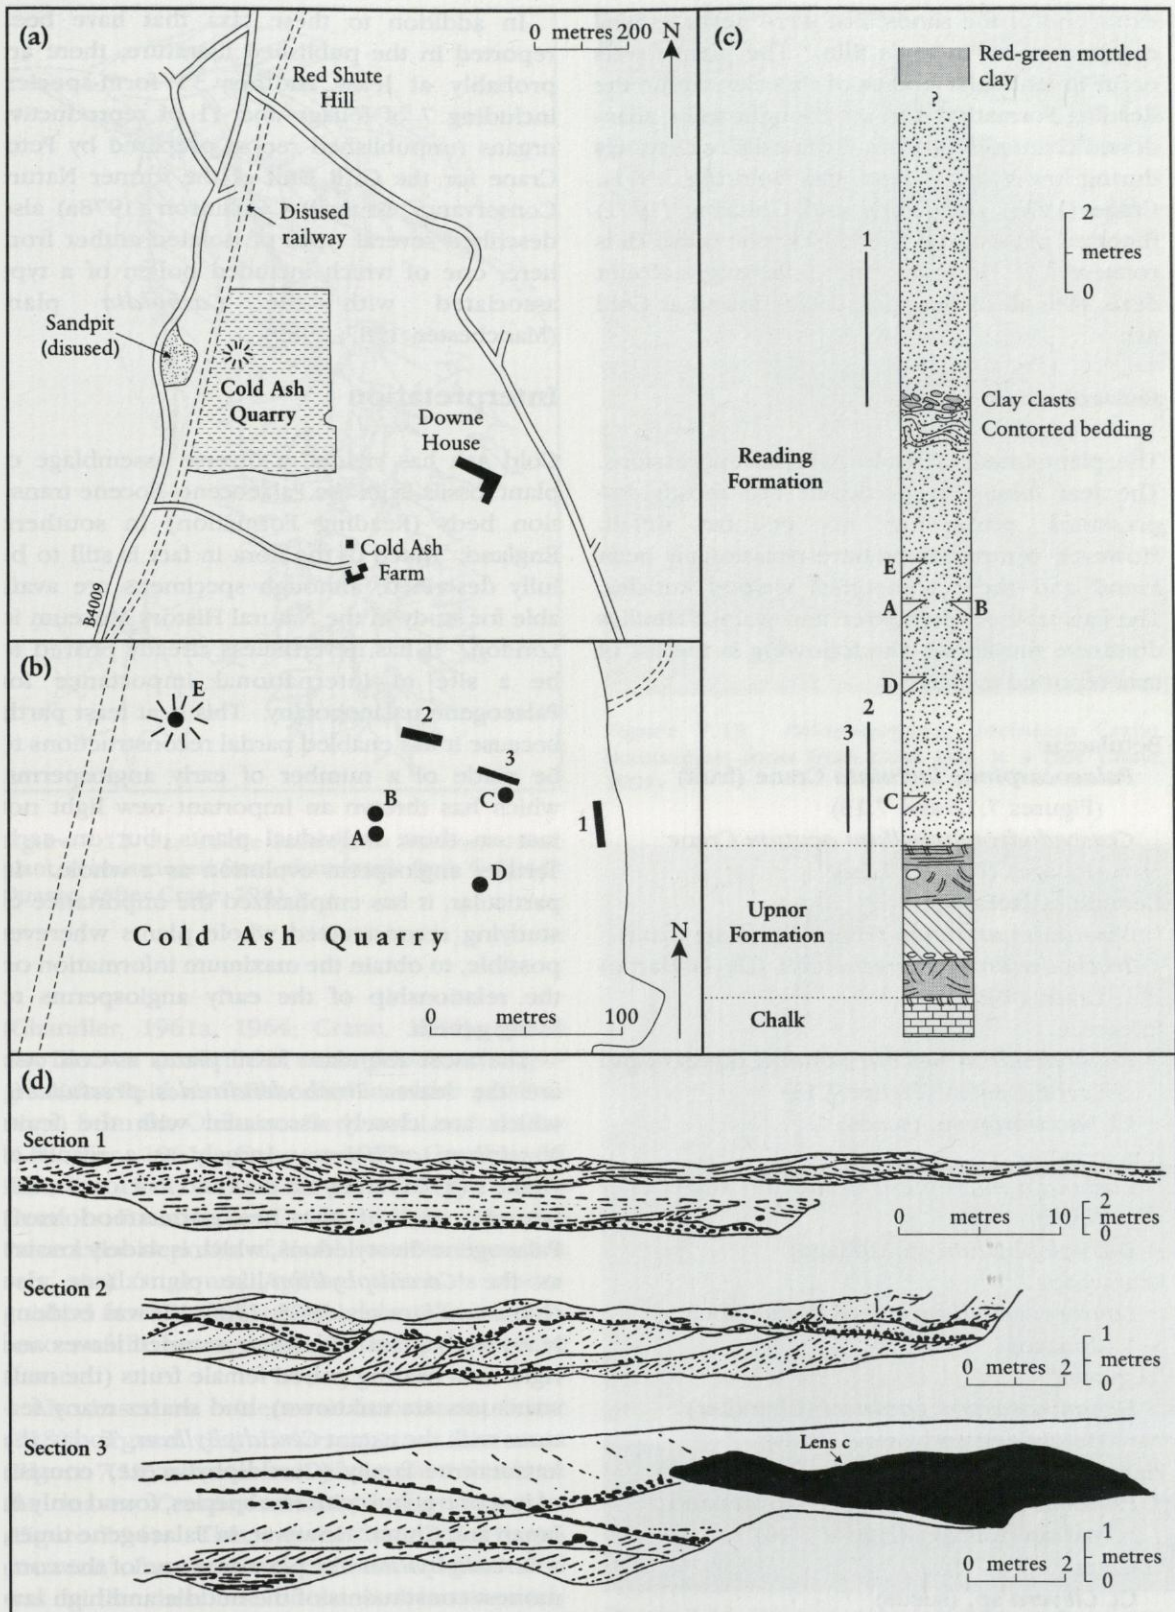 (a)
0 metres 200
N
Red Shute
Hill
Disused
railway
Sandpit
(disused)
Cold Ash
Quarry
Downe
House
Cold Ash
Farm
B4009
(b)
E
2
3
B
C
A
1
D
Cold Ash Quarry
N
0 metres 100
(c)
Red-green mottled
clay
?
2
metres
0
1
Clay clasts
Contorted bedding
Reading
Formation
E
A
B
D
2
3
C
Upnor
Formation
Chalk
(d)
Section 1
0 metres 10
2
0
metres
Section 2
0 metres 2
1
metres
0
Section 3
Lens c
0 metres 2
1
metres
0